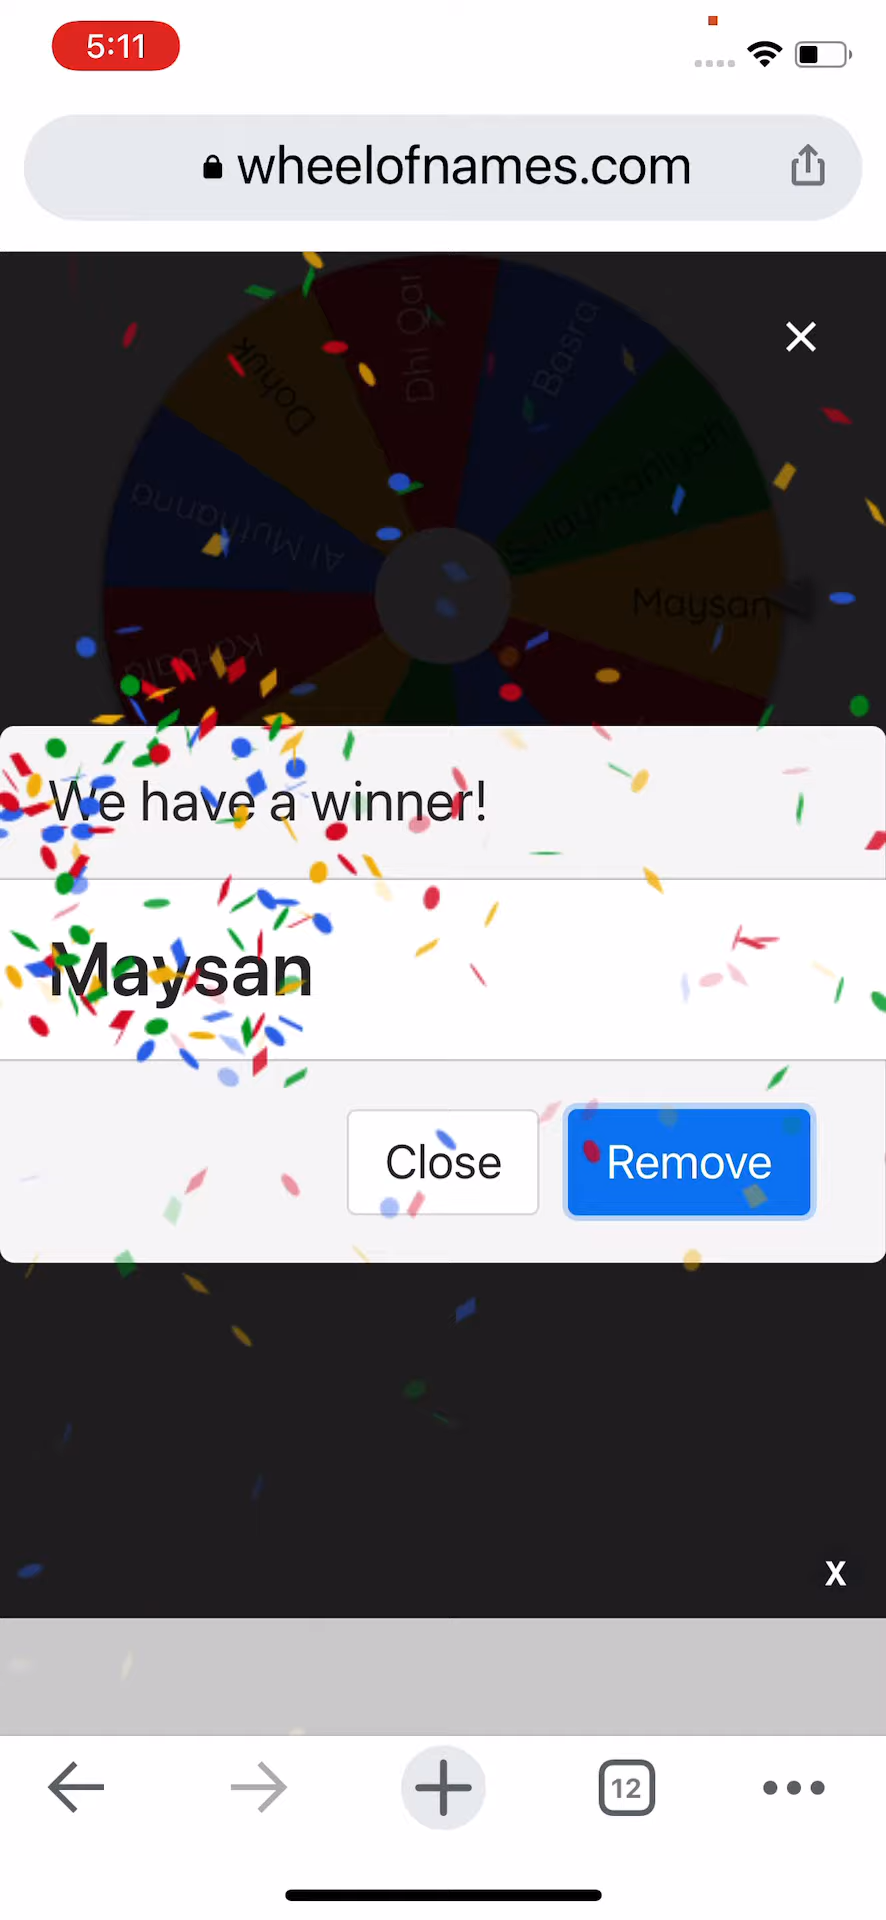 5:11
wheelofnames.com
Dhi Qar
Basra
Dohuk
Sulaymaniyah
Al Muthanna
Maysan
Karbala
We have a winner!
Maysan
Close
Remove
X
12